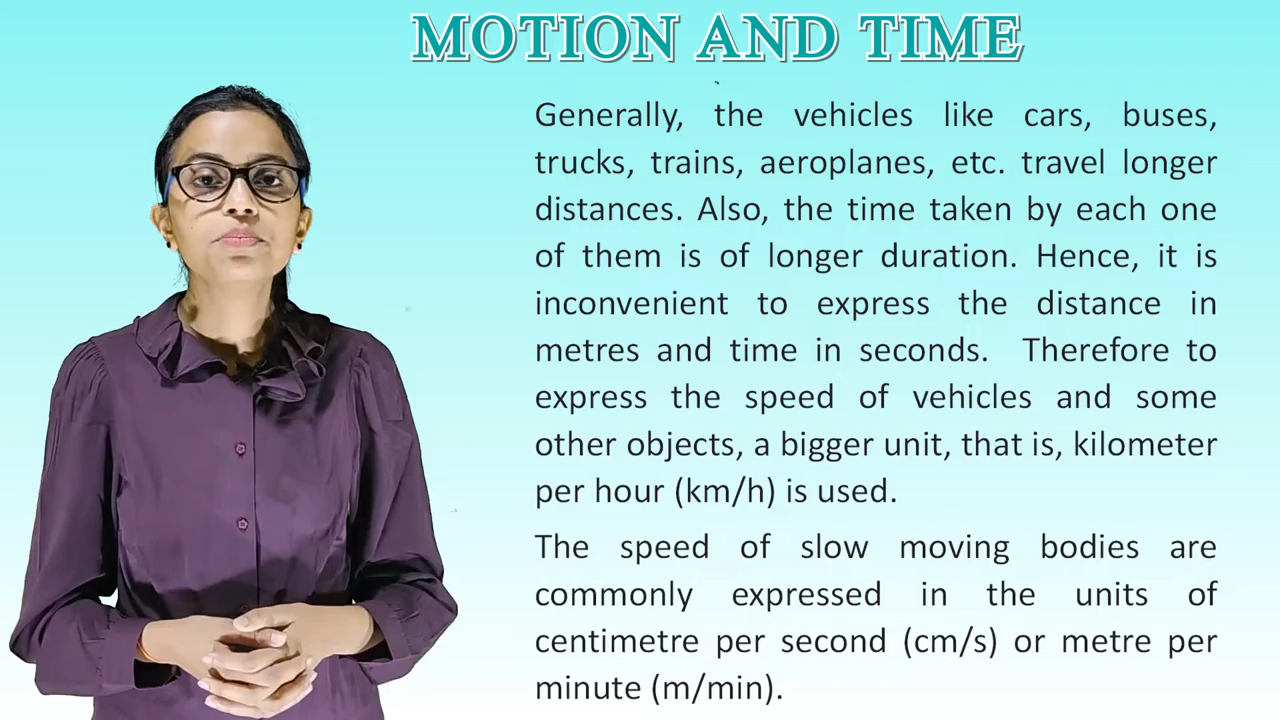 MOTION AND TIME
Generally, the vehicles like cars, buses,
trucks, trains, aeroplanes, etc. travel longer
distances. Also, the time taken by each one
of them is of longer duration. Hence, it is
inconvenient to express the distance in
metres and time in seconds. Therefore to
express the speed of vehicles and some
other objects, a bigger unit, that is, kilometer
per hour (km/h) is used.
The speed of slow moving bodies are
commonly expressed in the units of
centimetre per second (cm/s) or metre per
minute (m/min).